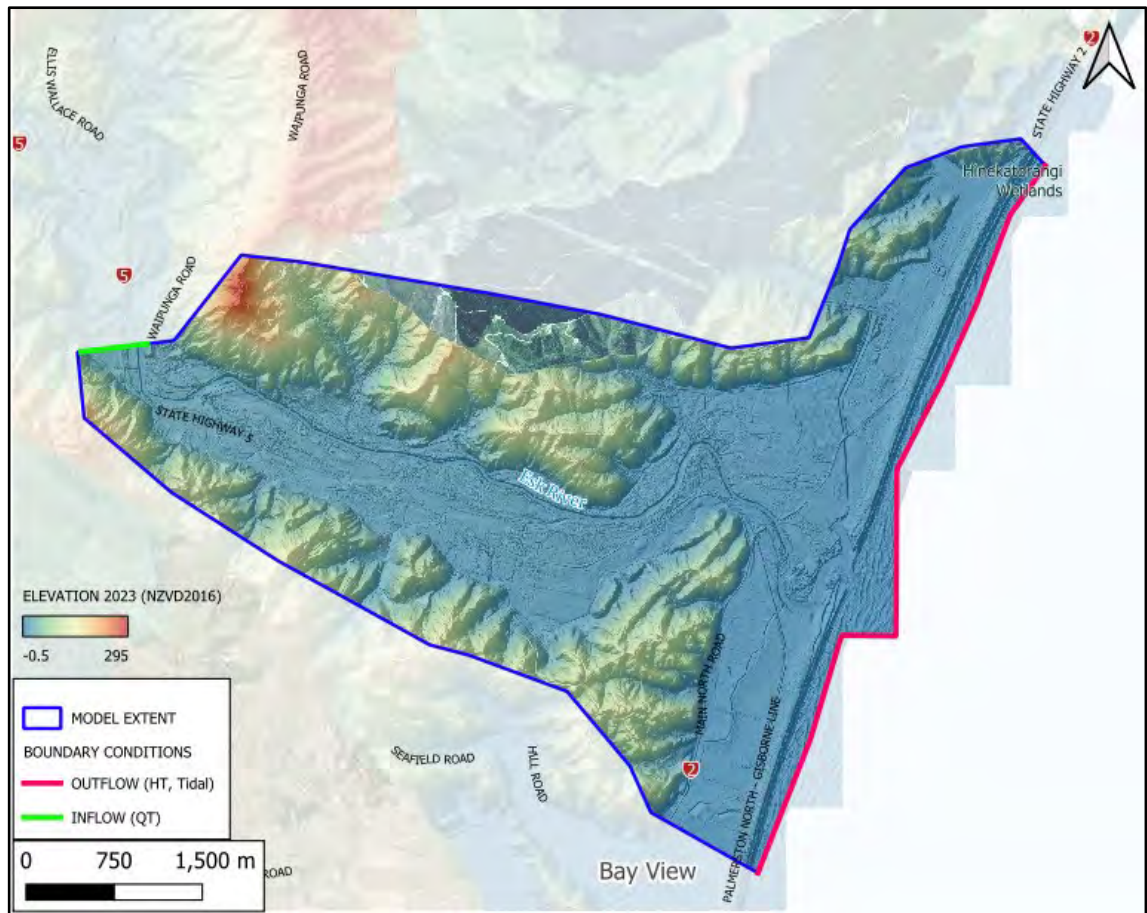 2
STATE HIGHWAY 2
ELLIS WALLACE ROAD
WAIPUNGA ROAD
5
Hinekatorangi
Wetlands
5
WAIPUNGA ROAD
STATE HIGHWAY 5
Esk River
ELEVATION 2023 (NZVD2016)
-0.5 295
MODEL EXTENT
BOUNDARY CONDITIONS
OUTFLOW (HT, Tidal)
INFLOW (QT)
0 750 1,500 m
SEAFIELD ROAD
HILL ROAD
MAIN NORTH ROAD
2
PALMERSTON NORTH - GISBORNE LINE
Bay View
ROAD